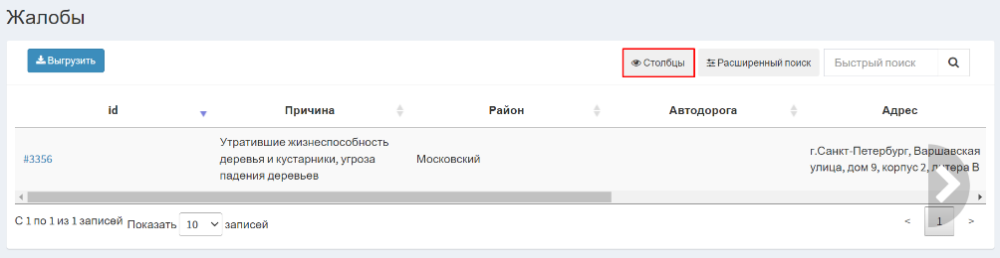 Жалобы
Выгрузить
Столбцы
Расширенный поиск
Быстрый поиск
id Причина Район Автодорога Адрес
#3356
Утратившие жизнеспособность
деревья и кустарники, угроза
падения деревьев
Московский
г.Санкт-Петербург, Варшавская
улица, дом 9, корпус 2, литера В
С 1 по 1 из 1 записей Показать 10 записей
< 1 >